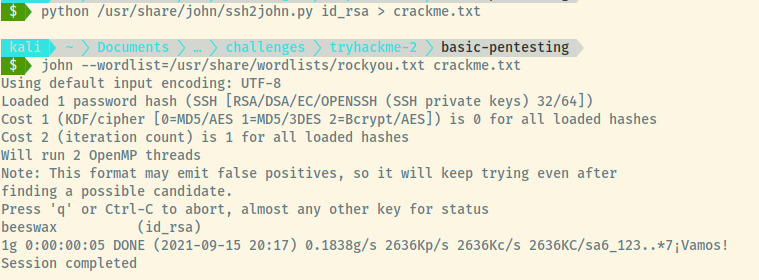 $ python /usr/share/john/ssh2john.py id_rsa > crackme.txt
kali ~ Documents … challenges tryhackme-2 basic-pentesting
$ john --wordlist=/usr/share/wordlists/rockyou.txt crackme.txt
Using default input encoding: UTF-8
Loaded 1 password hash (SSH [RSA/DSA/EC/OPENSSH (SSH private keys) 32/64])
Cost 1 (KDF/cipher [0=MD5/AES 1=MD5/3DES 2=Bcrypt/AES]) is 0 for all loaded hashes
Cost 2 (iteration count) is 1 for all loaded hashes
Will run 2 OpenMP threads
Note: This format may emit false positives, so it will keep trying even after
finding a possible candidate.
Press 'q' or Ctrl-C to abort, almost any other key for status
beeswax (id_rsa)
1g 0:00:00:05 DONE (2021-09-15 20:17) 0.1838g/s 2636Kp/s 2636Kc/s 2636KC/sa6_123..*7¡Vamos!
Session completed